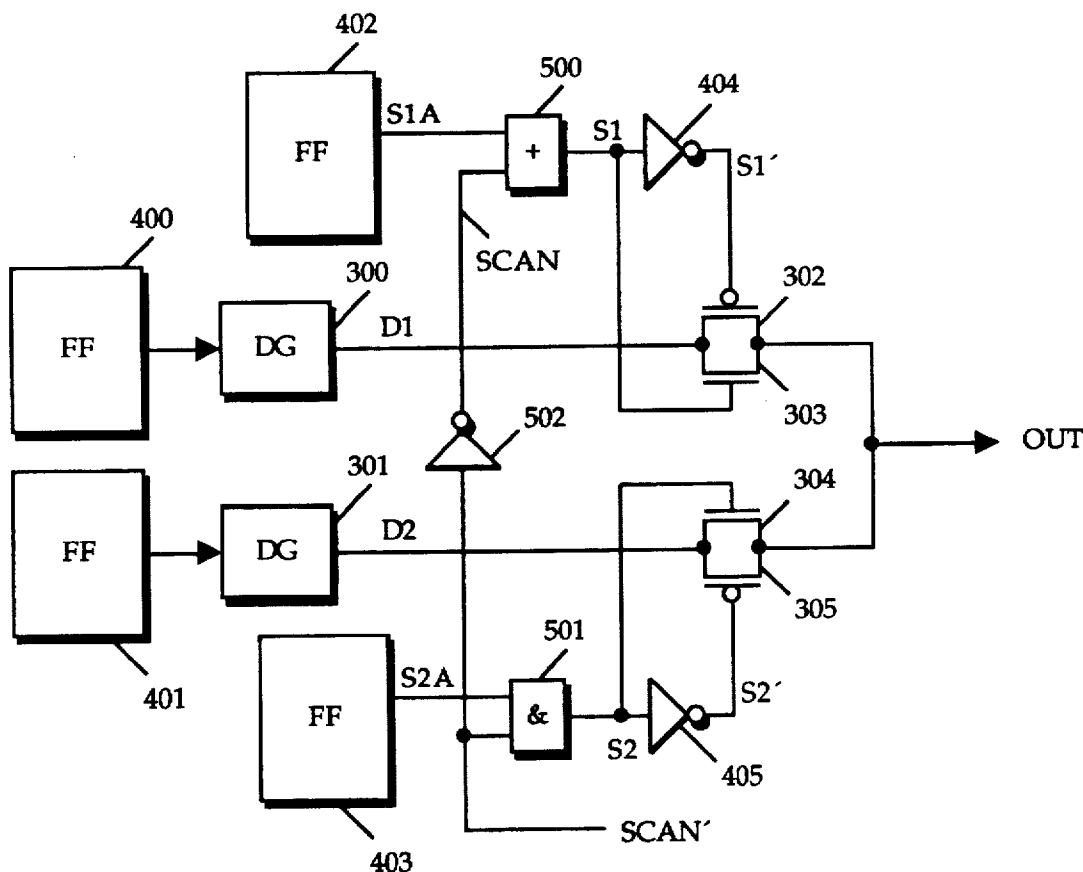 402
500
404
S1A
S1
FF
+
S1´
400
SCAN
300
302
D1
FF
DG
303
502
OUT
301
304
D2
FF
DG
305
501
S2A
401
S2´
FF
&
S2
405
SCAN´
403